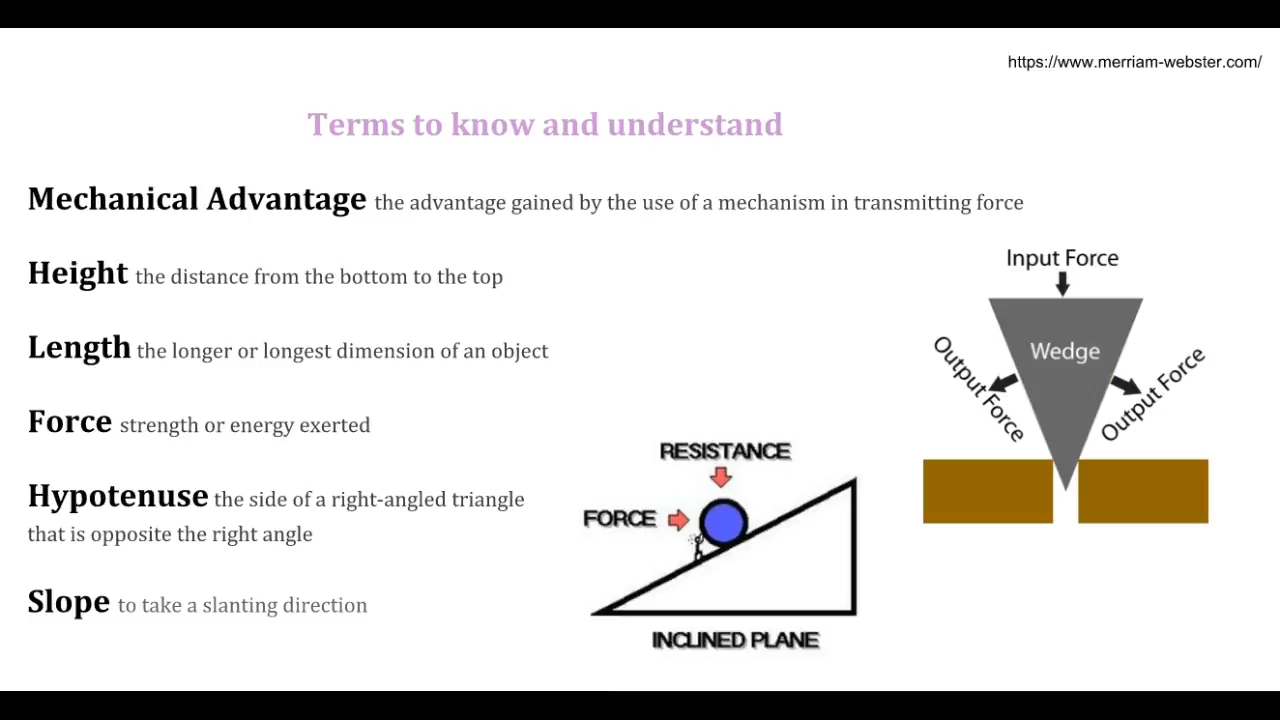 https://www.merriam-webster.com/
Terms to know and understand
Mechanical Advantage the advantage gained by the use of a mechanism in transmitting force
Height the distance from the bottom to the top
Length the longer or longest dimension of an object
Force strength or energy exerted
Hypotenuse the side of a right-angled triangle
that is opposite the right angle
Slope to take a slanting direction
RESISTANCE
FORCE
INCLINED PLANE
Input Force
Wedge
Output Force
Output Force